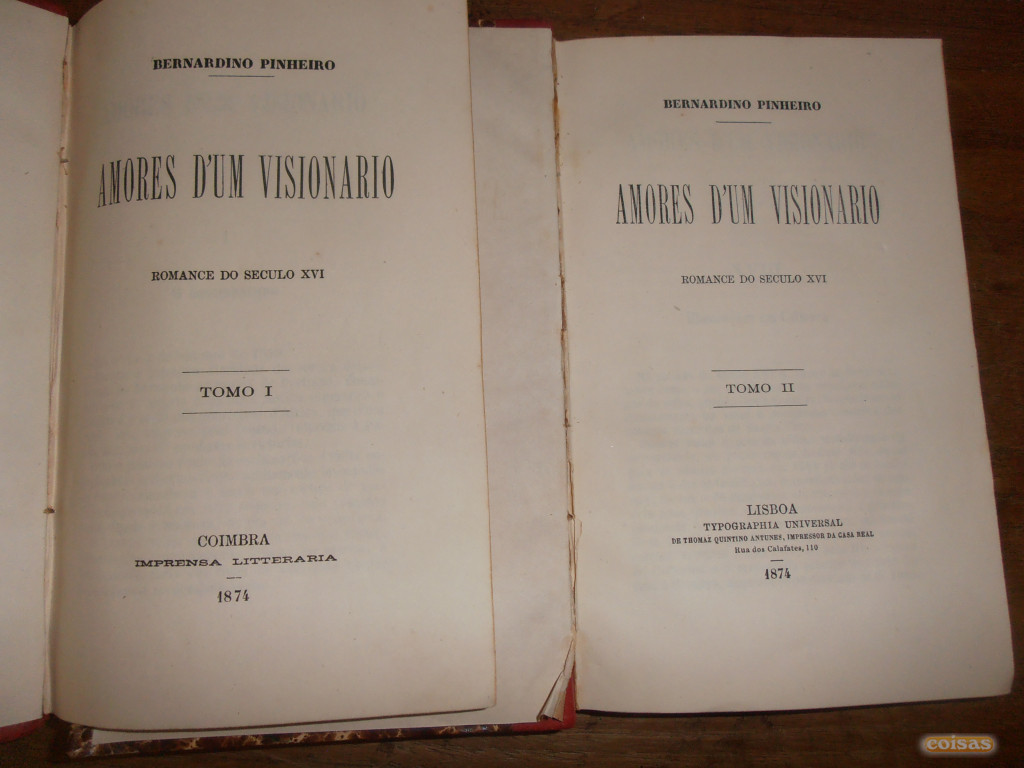 BERNARDINO PINHEIRO
AMORES D'UM VISIONARIO
ROMANCE DO SECULO XVI
TOMO I
COIMBRA
IMPRENSA LITTERARIA
1874
BERNARDINO PINHEIRO
AMORES D'UM VISIONARIO
ROMANCE DO SECULO XVI
TOMO II
LISBOA
TYPOGRAPHIA UNIVERSAL
DE THOMAZ QUINTINO ANTUNES, IMPRESSOR DA CASA REAL
Rua dos Calafates, 110
1874
coisas